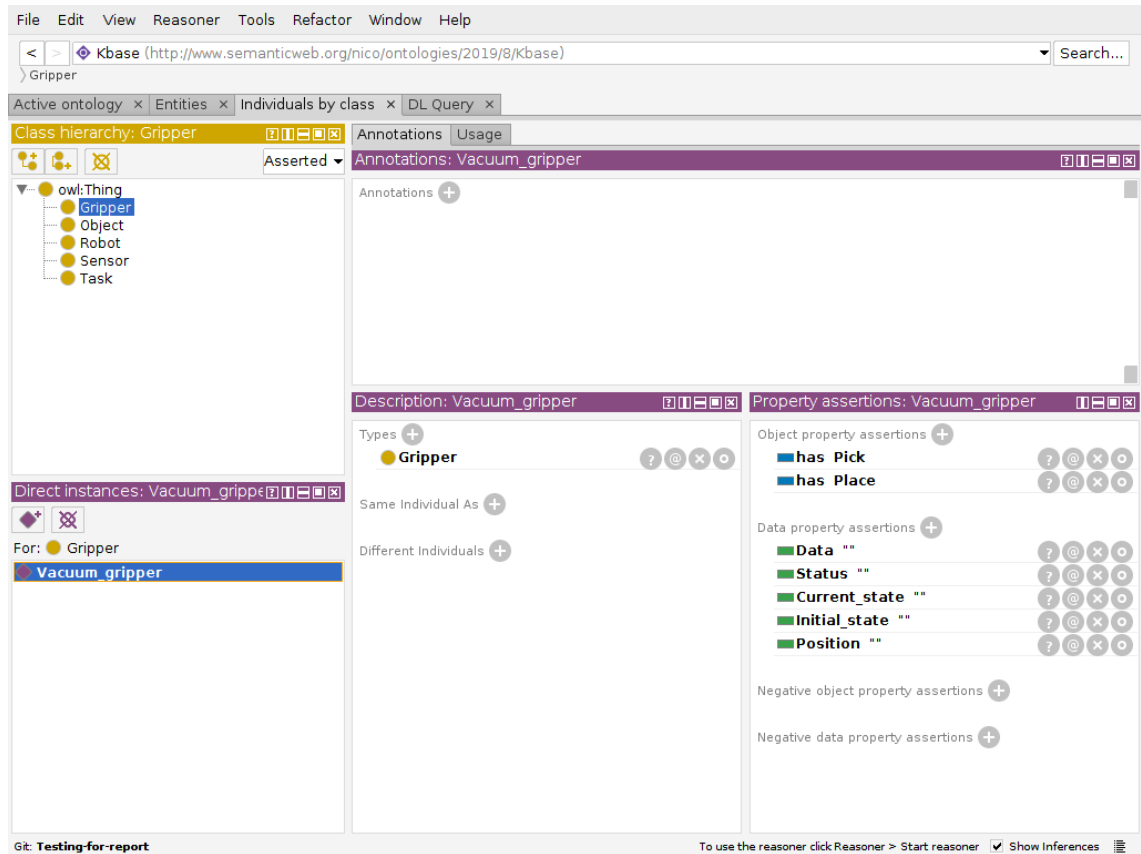 File Edit View Reasoner Tools Refactor Window Help
< > Kbase (http://www.semanticweb.org/nico/ontologies/2019/8/Kbase) Search...
Gripper
Active ontology × Entities × Individuals by class × DL Query ×
Class hierarchy: Gripper
Asserted
owl:Thing
Gripper
Object
Robot
Sensor
Task
Annotations Usage
Annotations: Vacuum_gripper
Annotations
Direct instances: Vacuum_grippe
For: Gripper
Vacuum_gripper
Description: Vacuum_gripper
Types
Gripper
Same Individual As
Different Individuals
Property assertions: Vacuum_gripper
Object property assertions
has Pick
has Place
Data property assertions
Data ""
Status ""
Current_state ""
Initial_state ""
Position ""
Negative object property assertions
Negative data property assertions
Git: Testing-for-report
To use the reasoner click Reasoner > Start reasoner Show Inferences